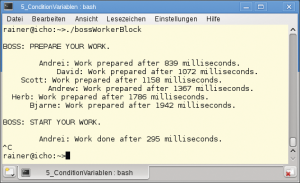 5_ConditionVariables : bash
Datei Bearbeiten Ansicht Lesezeichen Einstellungen Hilfe
rainer@icho:~>./bossWorkerBlock
BOSS: PREPARE YOUR WORK.
Andrei: Work prepared after 839 milliseconds.
David: Work prepared after 1072 milliseconds.
Scott: Work prepared after 1158 milliseconds.
Andrew: Work prepared after 1367 milliseconds.
Herb: Work prepared after 1786 milliseconds.
Bjarne: Work prepared after 1942 milliseconds.
BOSS: START YOUR WORK.
Andrei: Work done after 295 milliseconds.
^C
rainer@icho:~>
5_ConditionVariables : bash